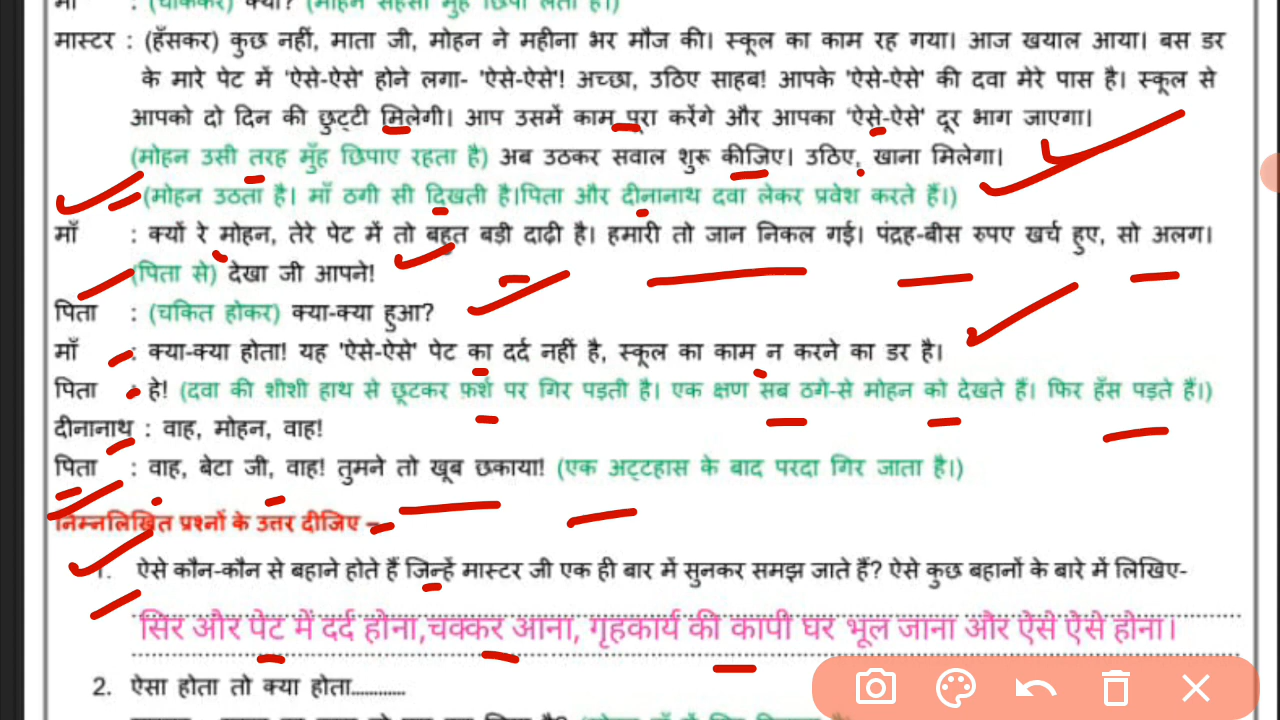 माँ : (चौंककर) क्या? (मोहन सहसा मुँह छिपा लेता है।)
मास्टर : (हँसकर) कुछ नहीं, माता जी, मोहन ने महीना भर मौज की। स्कूल का काम रह गया। आज खयाल आया। बस डर
के मारे पेट में 'ऐसे-ऐसे' होने लगा- 'ऐसे-ऐसे'! अच्छा, उठिए साहब! आपके 'ऐसे-ऐसे' की दवा मेरे पास है। स्कूल से
आपको दो दिन की छुट्टी मिलेगी। आप उसमें काम पूरा करेंगे और आपका 'ऐसे-ऐसे' दूर भाग जाएगा।
(मोहन उसी तरह मुँह छिपाए रहता है) अब उठकर सवाल शुरू कीजिए। उठिए, खाना मिलेगा।
(मोहन उठता है। माँ ठगी सी दिखती है।पिता और दीनानाथ दवा लेकर प्रवेश करते हैं।)
माँ : क्यों रे मोहन, तेरे पेट में तो बहुत बड़ी दाढ़ी है। हमारी तो जान निकल गई। पंद्रह-बीस रुपए खर्च हुए, सो अलग।
(पिता से) देखा जी आपने!
पिता : (चकित होकर) क्या-क्या हुआ?
माँ : क्या-क्या होता! यह 'ऐसे-ऐसे' पेट का दर्द नहीं है, स्कूल का काम न करने का डर है।
पिता : हे! (दवा की शीशी हाथ से छूटकर फ़र्श पर गिर पड़ती है। एक क्षण सब ठगे-से मोहन को देखते हैं। फिर हँस पड़ते हैं।)
दीनानाथ : वाह, मोहन, वाह!
पिता : वाह, बेटा जी, वाह! तुमने तो खूब छकाया! (एक अट्टहास के बाद परदा गिर जाता है।)
निम्नलिखित प्रश्नों के उत्तर दीजिए –
1. ऐसे कौन-कौन से बहाने होते हैं जिन्हें मास्टर जी एक ही बार में सुनकर समझ जाते हैं? ऐसे कुछ बहानों के बारे में लिखिए-
सिर और पेट में दर्द होना,चक्कर आना, गृहकार्य की कापी घर भूल जाना और ऐसे ऐसे होना।
2. ऐसा होता तो क्या होता............